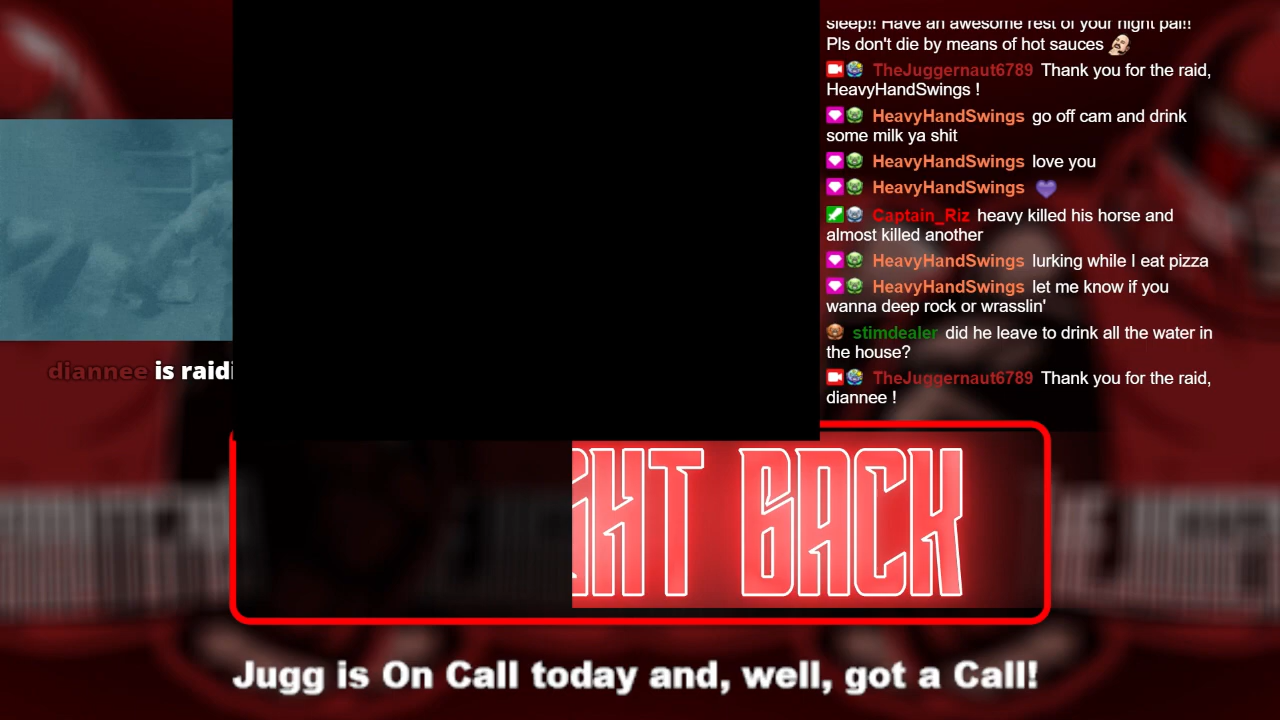 sleep!! Have an awesome rest of your night pal!!
Pls don't die by means of hot sauces
TheJuggernaut6789 Thank you for the raid,
HeavyHandSwings !
HeavyHandSwings go off cam and drink
some milk ya shit
HeavyHandSwings love you
HeavyHandSwings
Captain_Riz heavy killed his horse and
almost killed another
HeavyHandSwings lurking while I eat pizza
HeavyHandSwings let me know if you
wanna deep rock or wrasslin'
stimdealer did he leave to drink all the water in
the house?
TheJuggernaut6789 Thank you for the raid,
diannee !
diannee is raidi
GHT BACK
Jugg is On Call today and, well, got a Call!